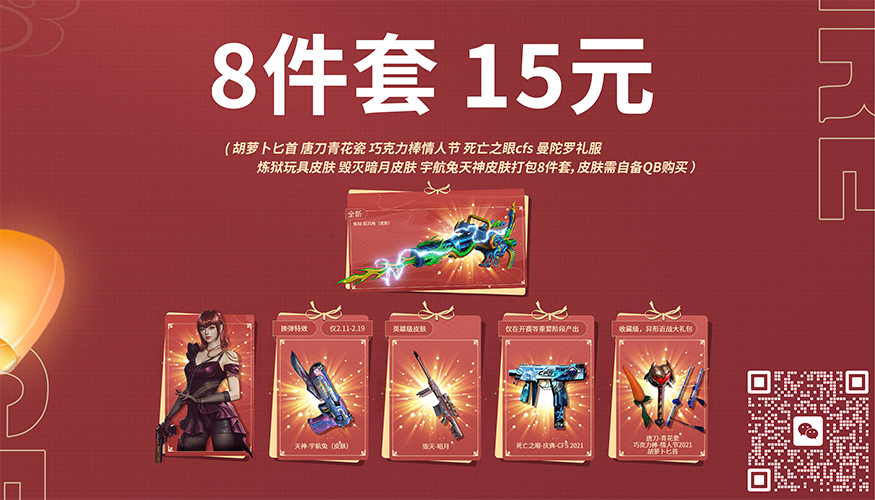 8件套 15元
( 胡萝卜匕首 唐刀青花瓷 巧克力棒情人节 死亡之眼cfs 曼陀罗礼服
炼狱玩具皮肤 毁灭暗月皮肤 宇航兔天神皮肤打包8件套, 皮肤需自备QB购买 )
全新
炼狱 玩具枪 (皮肤)
换弹特效
仅2.11-2.19
英雄级皮肤
仅在开赛等重要阶段产出
收藏级，异形近战大礼包
天神-宇航兔 (皮肤)
毁灭-暗月
死亡之眼-庆典-CFS 2021
唐刀-青花瓷
巧克力棒-情人节2021
胡萝卜匕首